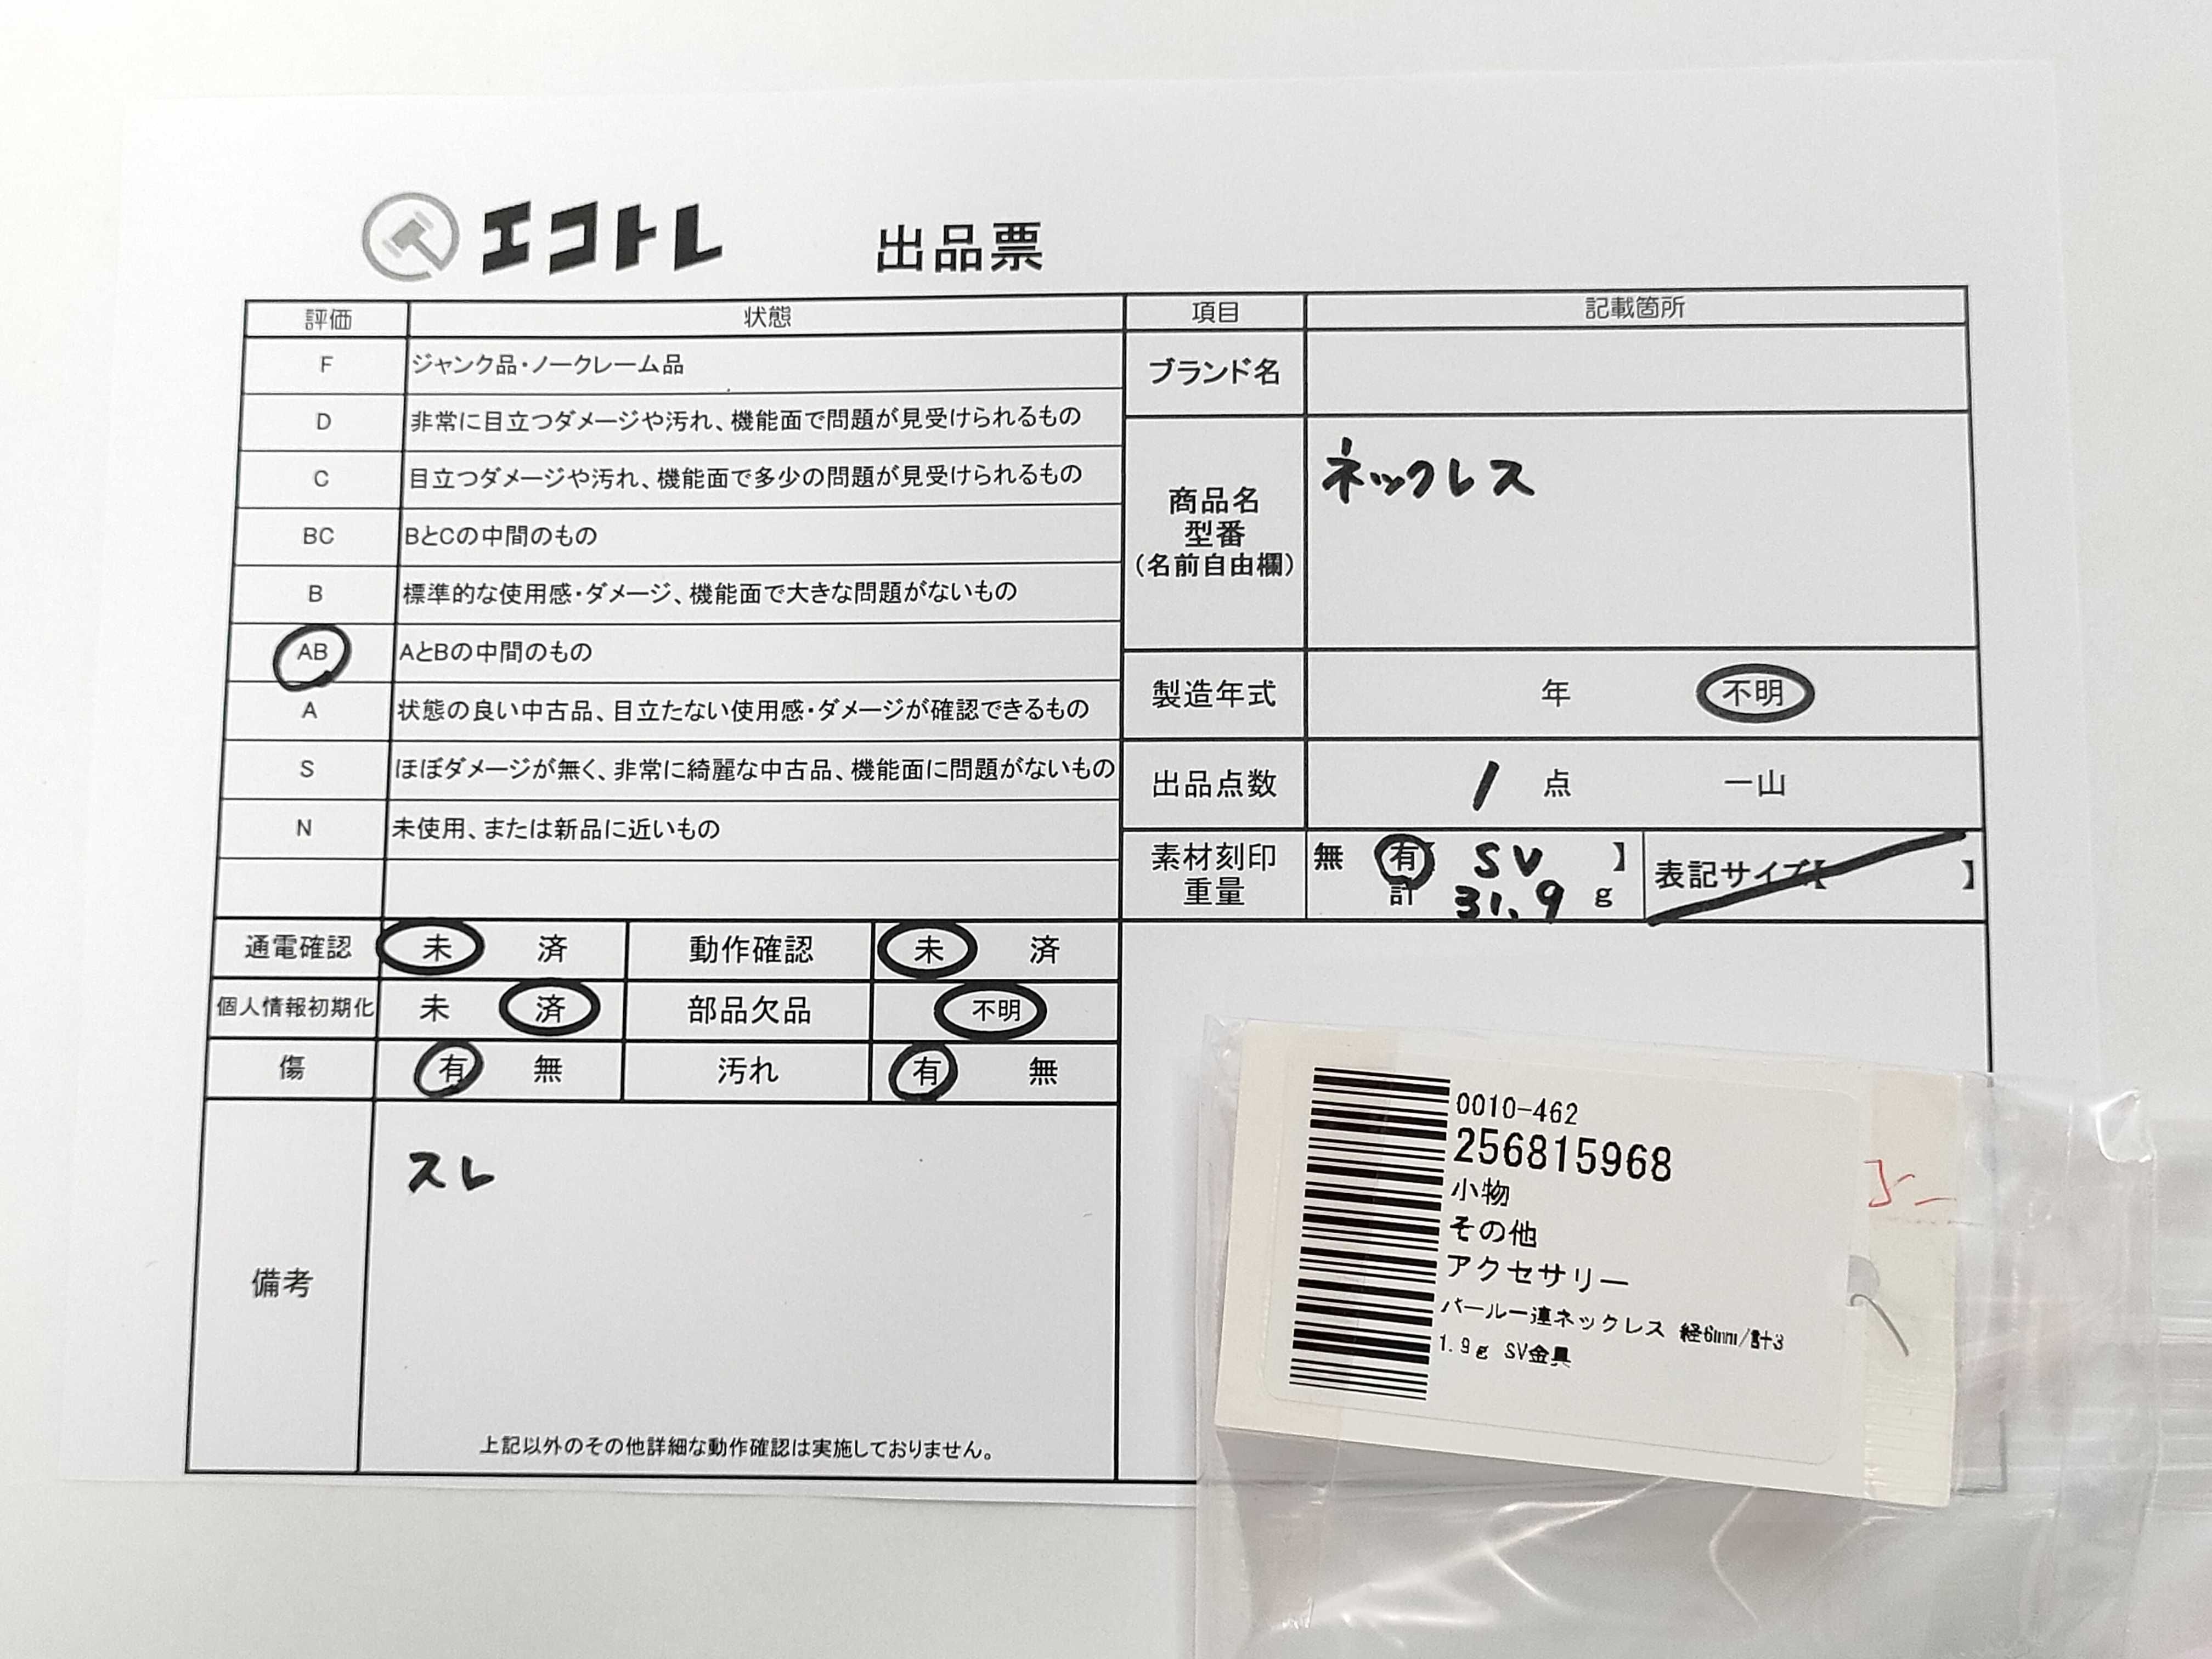 エコトレ 出品票
評価 状態 項目 記載箇所
F ジャンク品・ノークレーム品
D 非常に目立つダメージや汚れ、機能面で問題が見受けられるもの
C 目立つダメージや汚れ、機能面で多少の問題が見受けられるもの
BC BとCの中間のもの
B 標準的な使用感・ダメージ、機能面で大きな問題がないもの
AB AとBの中間のもの
A 状態の良い中古品、目立たない使用感・ダメージが確認できるもの
S ほぼダメージが無く、非常に綺麗な中古品、機能面に問題がないもの
N 未使用、または新品に近いもの
ブランド名
商品名 ネックレス
型番
(名前自由欄)
製造年式 年 不明
出品点数 1 点 一山
素材刻印 無 有 SV 】 表記サイズ【 】
重量 計 31.9 g
通電確認 未 済 動作確認 未 済
個人情報初期化 未 済 部品欠品 不明
傷 有 無 汚れ 有 無
備考
スレ
上記以外のその他詳細な動作確認は実施しておりません。
0010-462
256815968
小物
その他
アクセサリー
パール一連ネックレス 経6mm/計3
1.9g SV金具